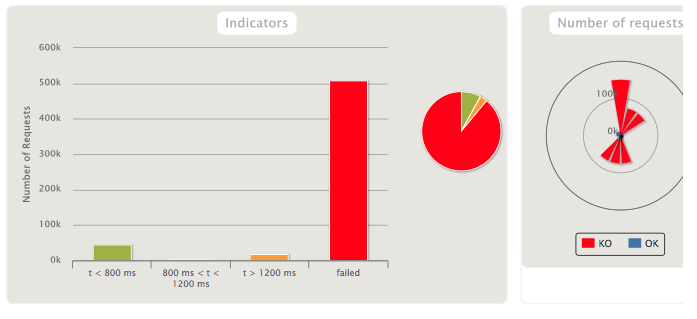 Indicators
Number of Requests
600k
500k
400k
300k
200k
100k
0k
t < 800 ms
800 ms < t <
1200 ms
t > 1200 ms
failed
Number of requests
100k
0k
KO
OK